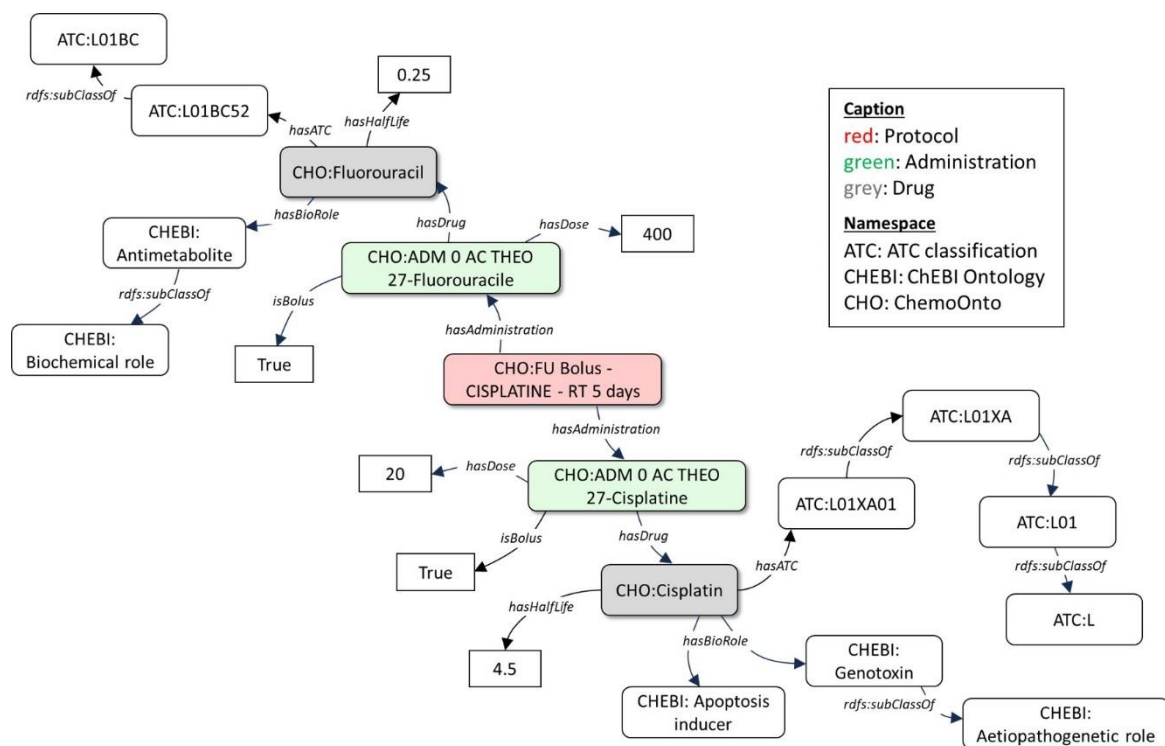 ATC:L01BC
rdfs:subClassOf
ATC:L01BC52
0.25
hasATC
hasHalfLife
CHO:Fluorouracil
hasBioRole
CHEBI:
Antimetabolite
rdfs:subClassOf
CHEBI:
Biochemical role
hasDrug
hasDose
400
CHO:ADM 0 AC THEO
27-Fluorouracile
isBolus
True
hasAdministration
CHO:FU Bolus -
CISPLATINE - RT 5 days
hasAdministration
20
hasDose
CHO:ADM 0 AC THEO
27-Cisplatine
isBolus
True
hasDrug
CHO:Cisplatin
hasHalfLife
4.5
hasBioRole
CHEBI: Apoptosis
inducer
CHEBI:
Genotoxin
rdfs:subClassOf
CHEBI:
Aetiopathogenetic role
hasATC
ATC:L01XA01
rdfs:subClassOf
ATC:L01XA
rdfs:subClassOf
ATC:L01
rdfs:subClassOf
ATC:L
Caption
red: Protocol
green: Administration
grey: Drug
Namespace
ATC: ATC classification
CHEBI: ChEBI Ontology
CHO: ChemoOnto